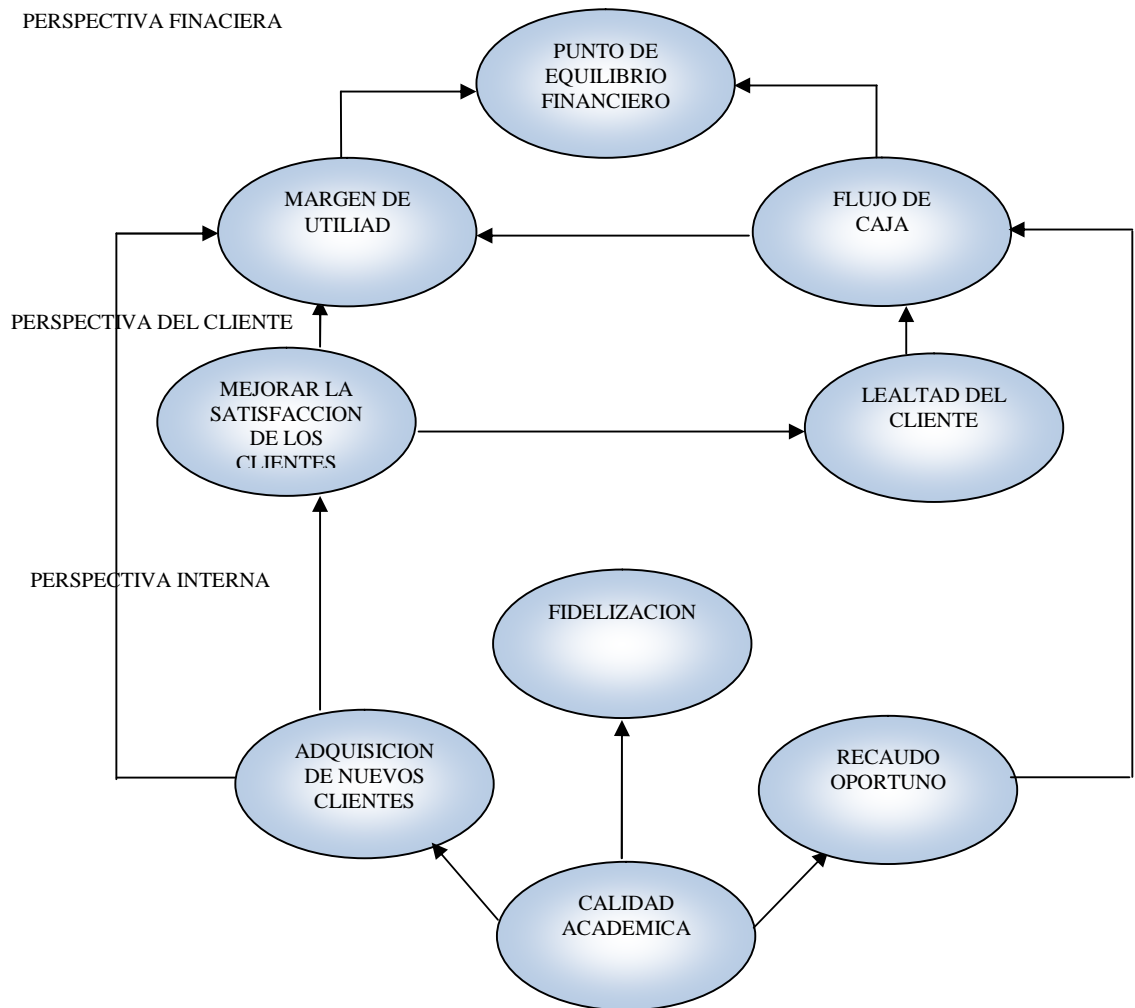 PERSPECTIVA FINACIERA
PUNTO DE
EQUILIBRIO
FINANCIERO
MARGEN DE
UTILIAD
FLUJO DE
CAJA
PERSPECTIVA DEL CLIENTE
MEJORAR LA
SATISFACCION
DE LOS
CLIENTES
LEALTAD DEL
CLIENTE
PERSPECTIVA INTERNA
FIDELIZACION
ADQUISICION
DE NUEVOS
CLIENTES
RECAUDO
OPORTUNO
CALIDAD
ACADEMICA